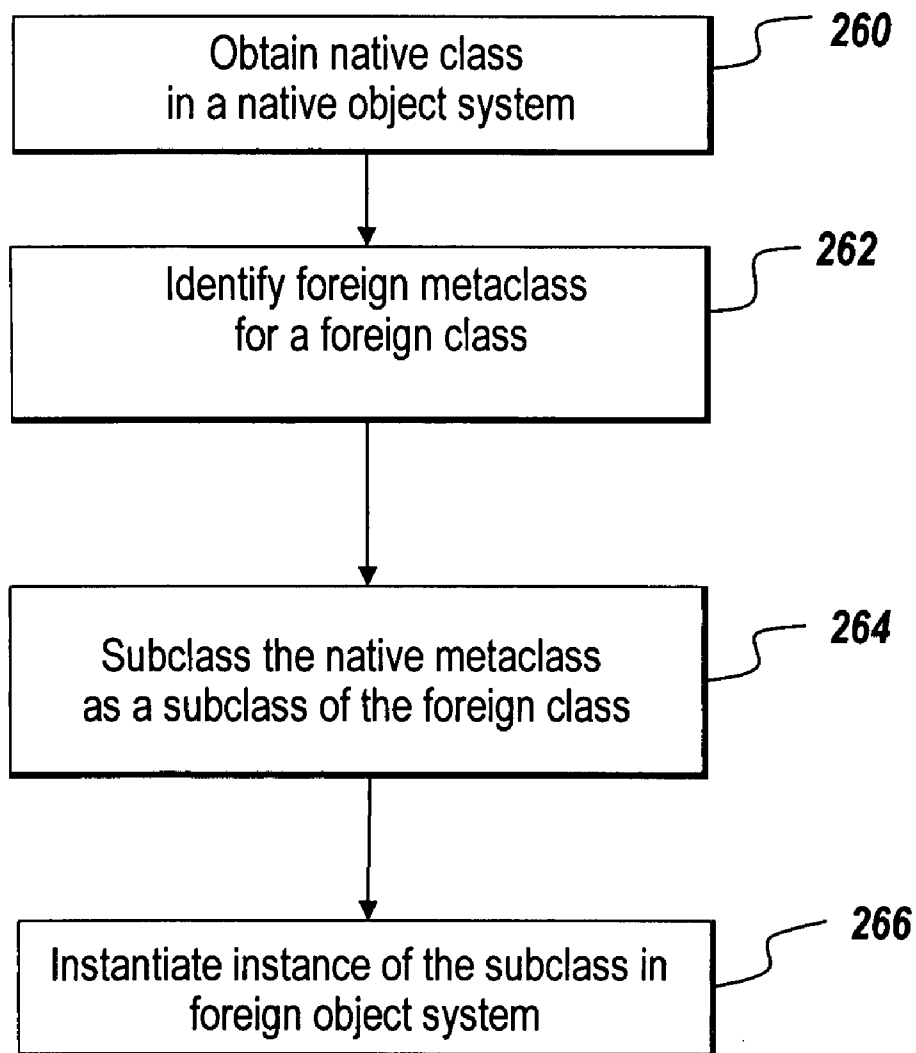 Obtain native class
in a native object system
260
Identify foreign metaclass
for a foreign class
262
Subclass the native metaclass
as a subclass of the foreign class
264
Instantiate instance of the subclass in
foreign object system
266